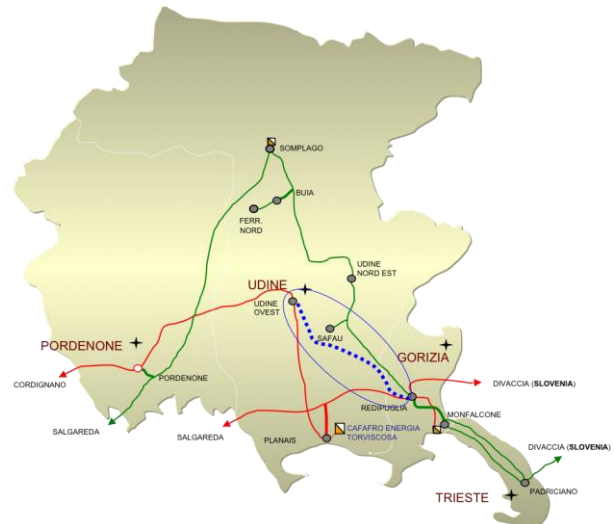 SOMPLAGO
BUIA
FERR.
NORD
UDINE
NORD EST
UDINE
UDINE
OVEST
SAFAU
PORDENONE
GORIZIA
CORDIGNANO
PORDENONE
DIVACCIA (SLOVENIA)
REDIPUGLIA
MONFALCONE
SALGAREDA
SALGAREDA
CAFAFRO ENERGIA
TORVISCOSA
PLANAIS
DIVACCIA (SLOVENIA)
PADRICIANO
TRIESTE